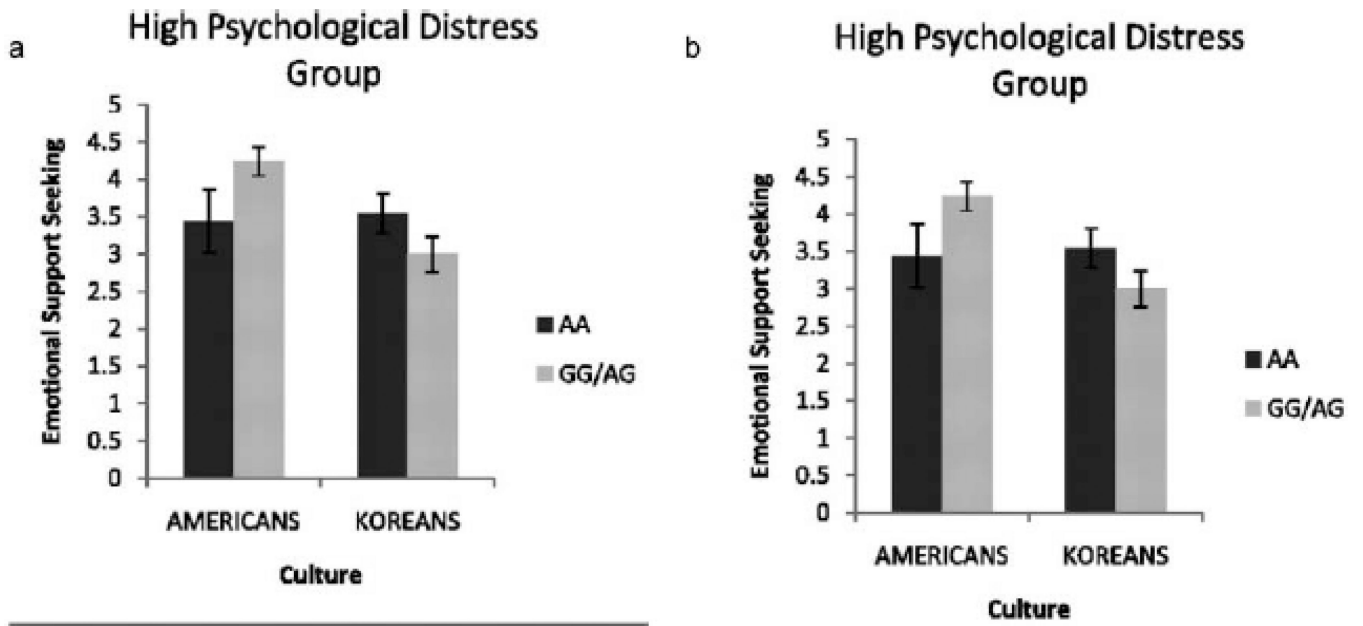 a
High Psychological Distress
Group
Emotional Support Seeking
5
4.5
4
3.5
3
2.5
2
1.5
1
0.5
0
AMERICANS KOREANS
Culture
AA
GG/AG
b
High Psychological Distress
Group
Emotional Support Seeking
5
4.5
4
3.5
3
2.5
2
1.5
1
0.5
0
AMERICANS KOREANS
Culture
AA
GG/AG